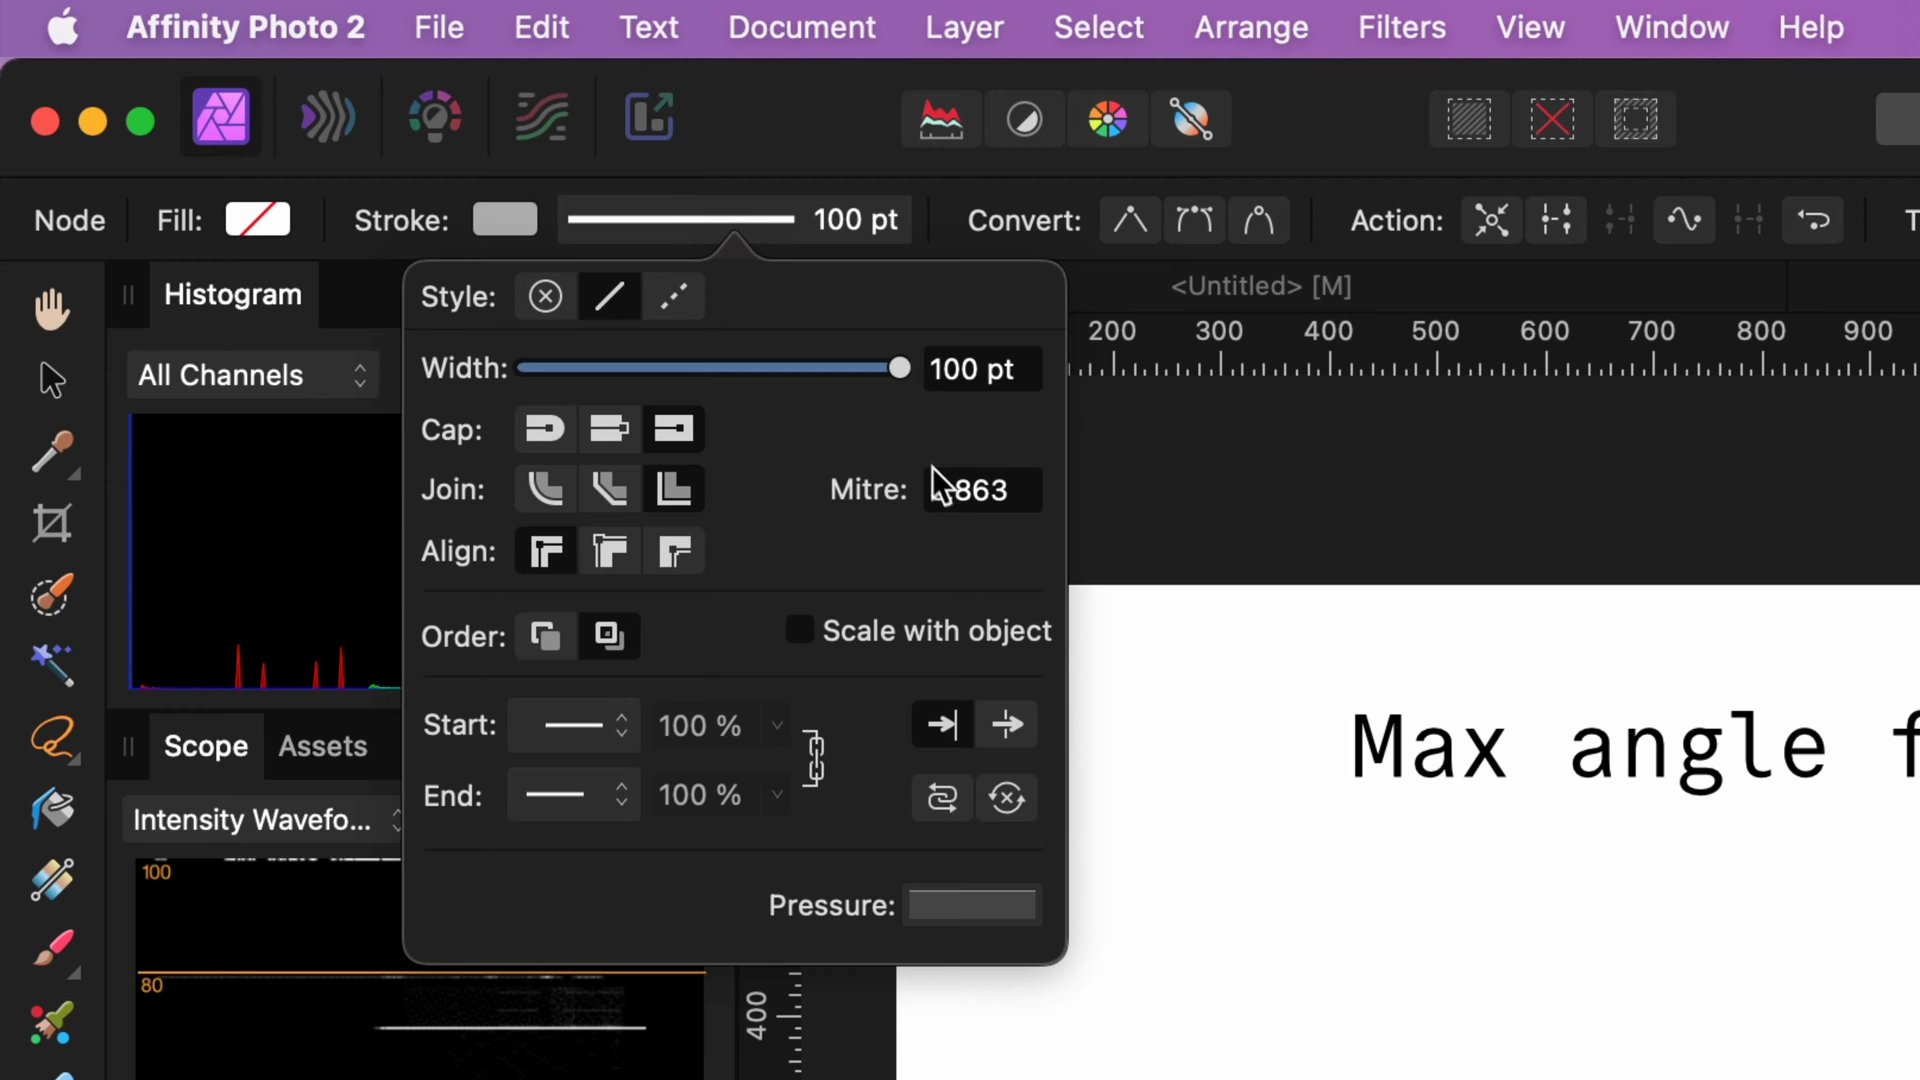 Affinity Photo 2 File Edit Text Document Layer Select Arrange Filters View Window Help
Node Fill: Stroke: 100 pt Convert: Action: T
Histogram
Style:
<Untitled> [M]
200 300 400 500 600 700 800 900
All Channels
Width: 100 pt
Cap:
Join: Mitre: 863
Align:
Order: Scale with object
Start: 100 %
Scope Assets
Max angle f
End: 100 %
Intensity Wavefo...
100
Pressure:
80
400